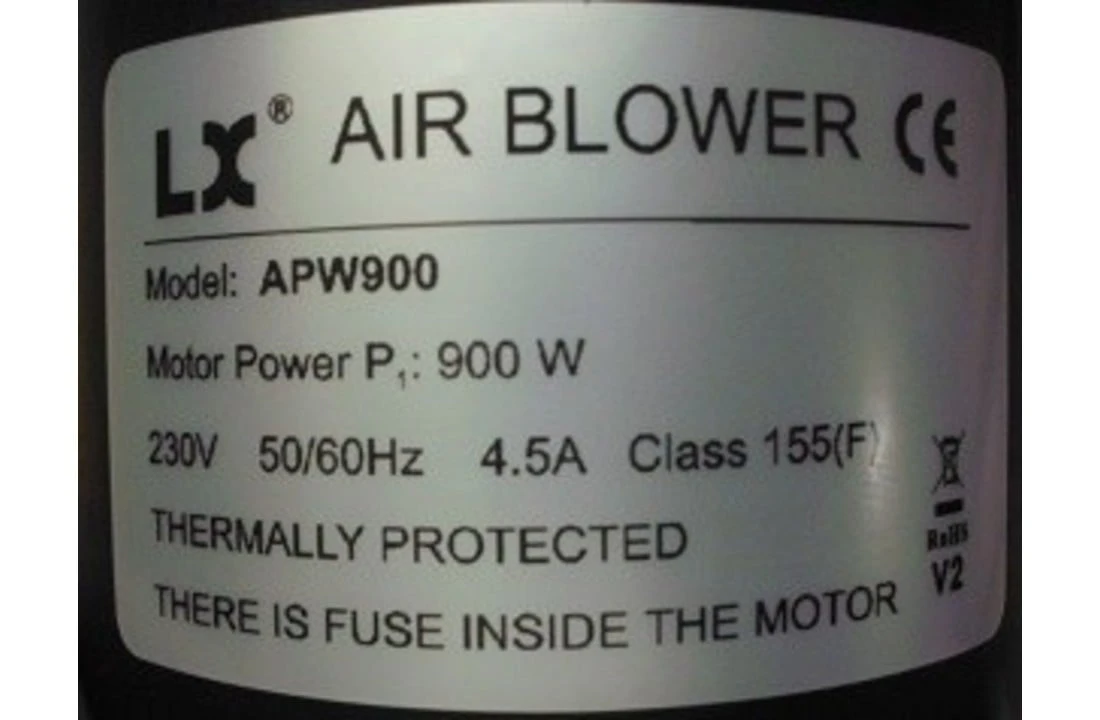 LX® AIR BLOWER CE
Model: APW900
Motor Power P₁: 900 W
230V 50/60Hz 4.5A Class 155(F)
THERMALLY PROTECTED
THERE IS FUSE INSIDE THE MOTOR
RoHS
V2